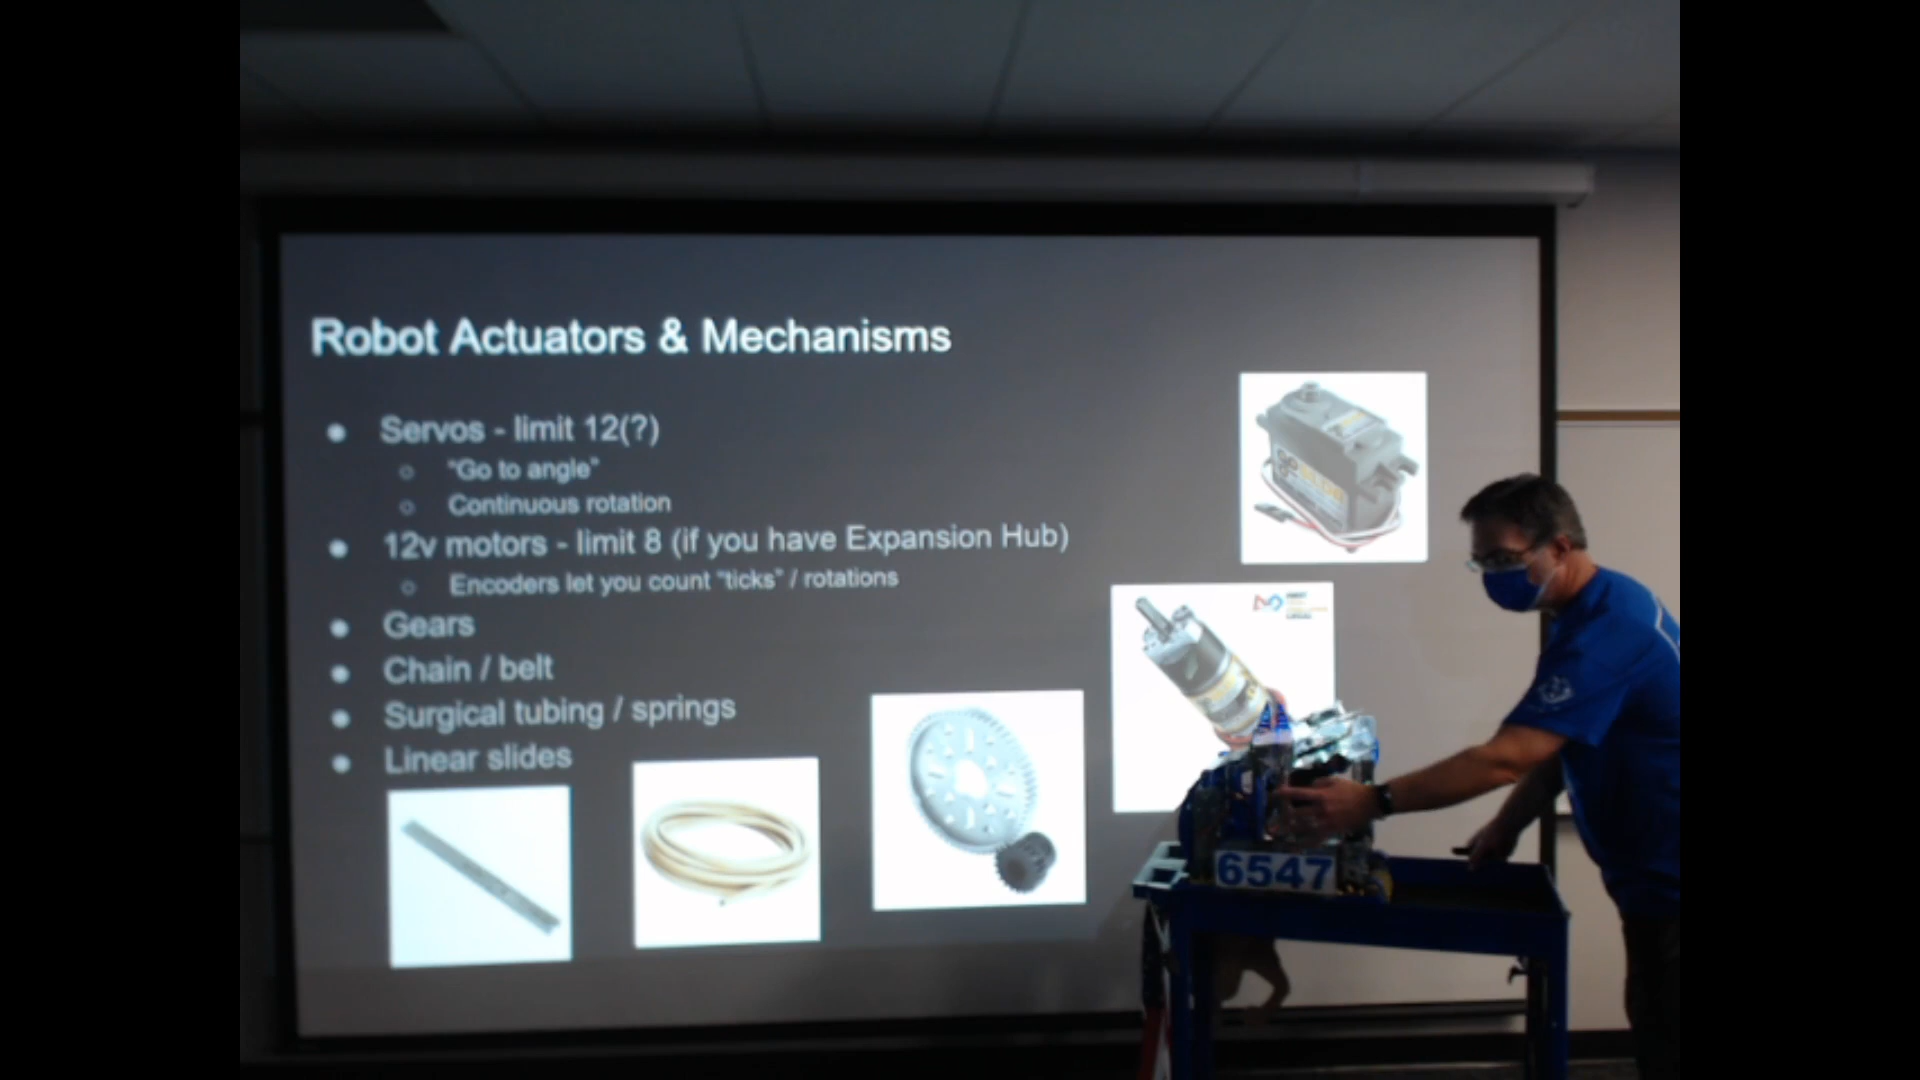 Robot Actuators & Mechanisms
Servos - limit 12(?)
"Go to angle"
Continuous rotation
12v motors - limit 8 (if you have Expansion Hub)
Encoders let you count "ticks" / rotations
Gears
Chain / belt
Surgical tubing / springs
Linear slides
6547